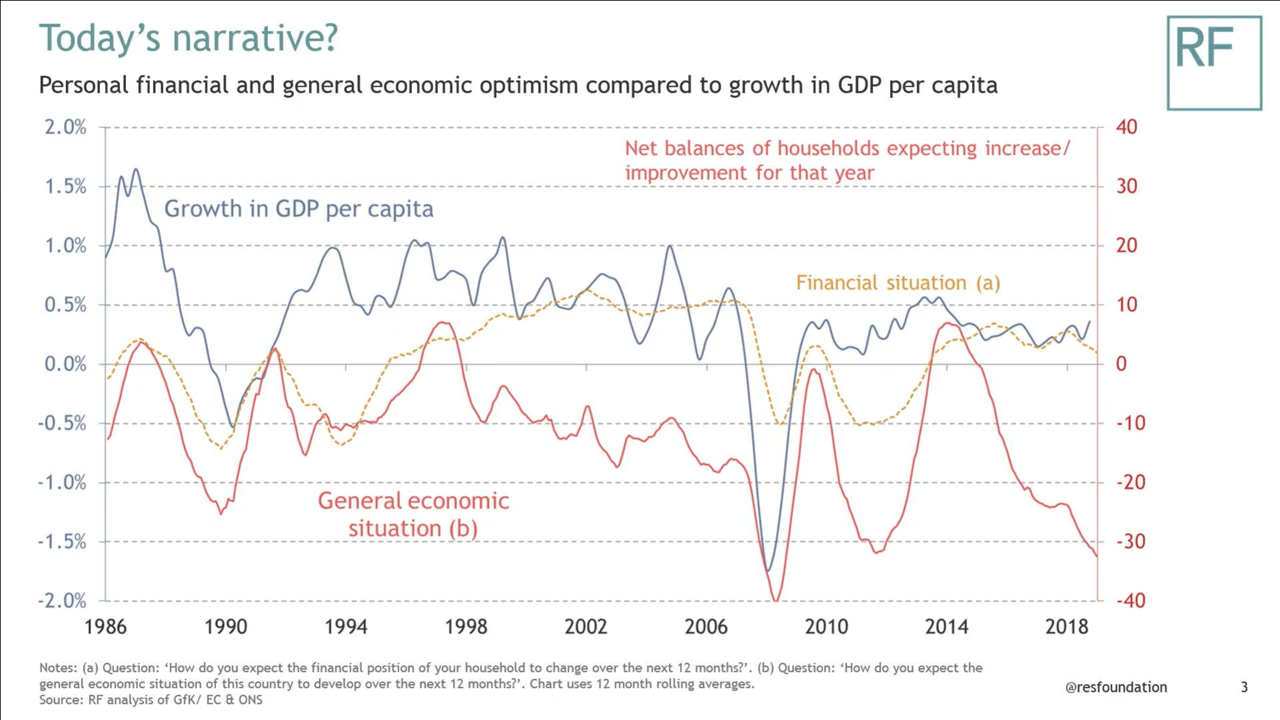 Today's narrative?
RF
Personal financial and general economic optimism compared to growth in GDP per capita
2.0%
1.5%
1.0%
0.5%
0.0%
-0.5%
-1.0%
-1.5%
-2.0%
40
30
20
10
0
-10
-20
-30
-40
Net balances of households expecting increase/
improvement for that year
Growth in GDP per capita
Financial situation (a)
General economic
situation (b)
1986
1990
1994
1998
2002
2006
2010
2014
2018
Notes: (a) Question: ‘How do you expect the financial position of your household to change over the next 12 months?’. (b) Question: ‘How do you expect the
general economic situation of this country to develop over the next 12 months?’. Chart uses 12 month rolling averages.
Source: RF analysis of GfK/ EC & ONS
@resfoundation
3